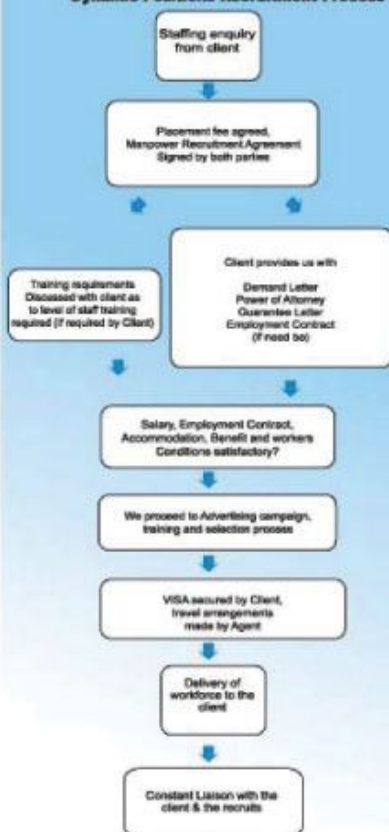 Dynamic Positions Recruitment Process
Staffing enquiry
from client
Placement fee agreed,
Manpower Recruitment Agreement
Signed by both parties
Training requirements
Discussed with client as
to level of staff training
required (if required by Client)
Client provides us with
Demand Letter
Power of Attorney
Guarantee Letter
Employment Contract
(if need be)
Salary, Employment Contract,
Accommodation, Benefit and workers
Conditions satisfactory?
We proceed to Advertising campaign,
training and selection process
VISA secured by Client,
travel arrangements
made by Agent
Delivery of
workforce to the
client
Constant Liaison with the
client & the recruits